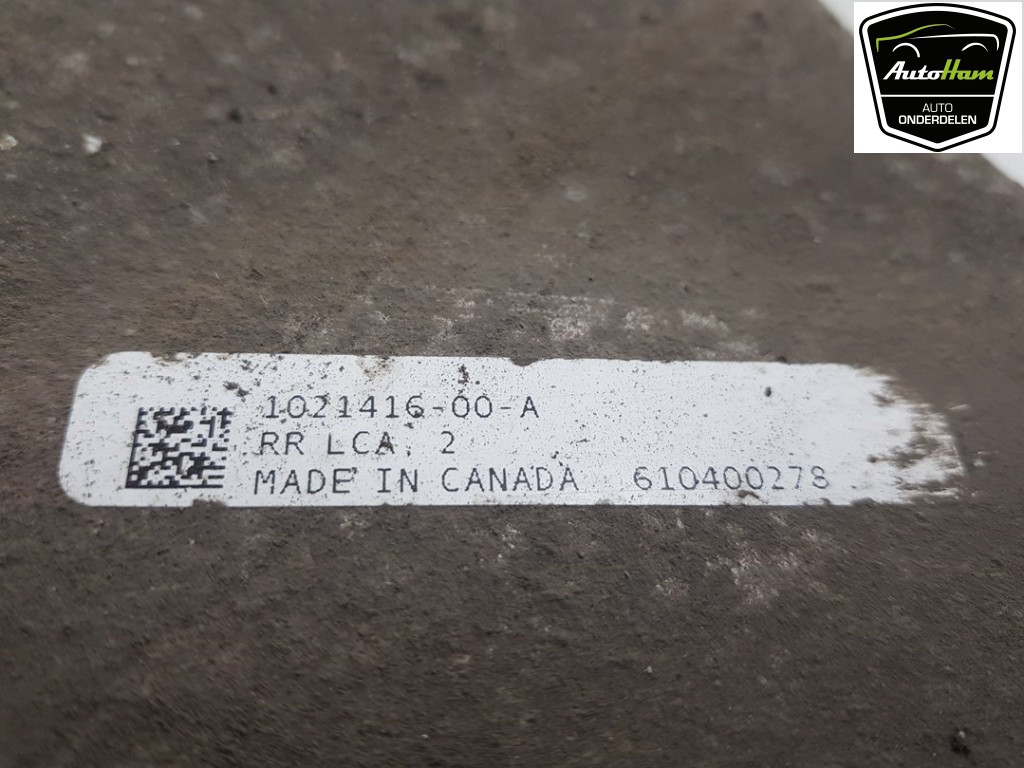 AutoHam
AUTO
ONDERDELEN
1021416-00-A
RR LCA, 2
MADE IN CANADA 610400278